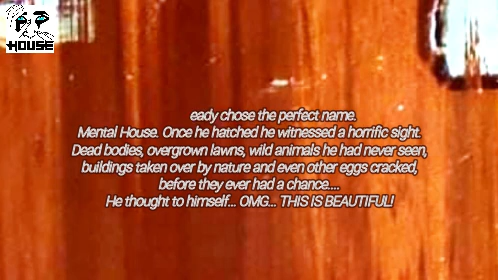 HOUSE
eady chose the perfect name.
Mental House. Once he hatched he witnessed a horrific sight.
Dead bodies, overgrown lawns, wild animals he had never seen,
buildings taken over by nature and even other eggs cracked,
before they ever had a chance....
He thought to himself... OMG... THIS IS BEAUTIFUL!